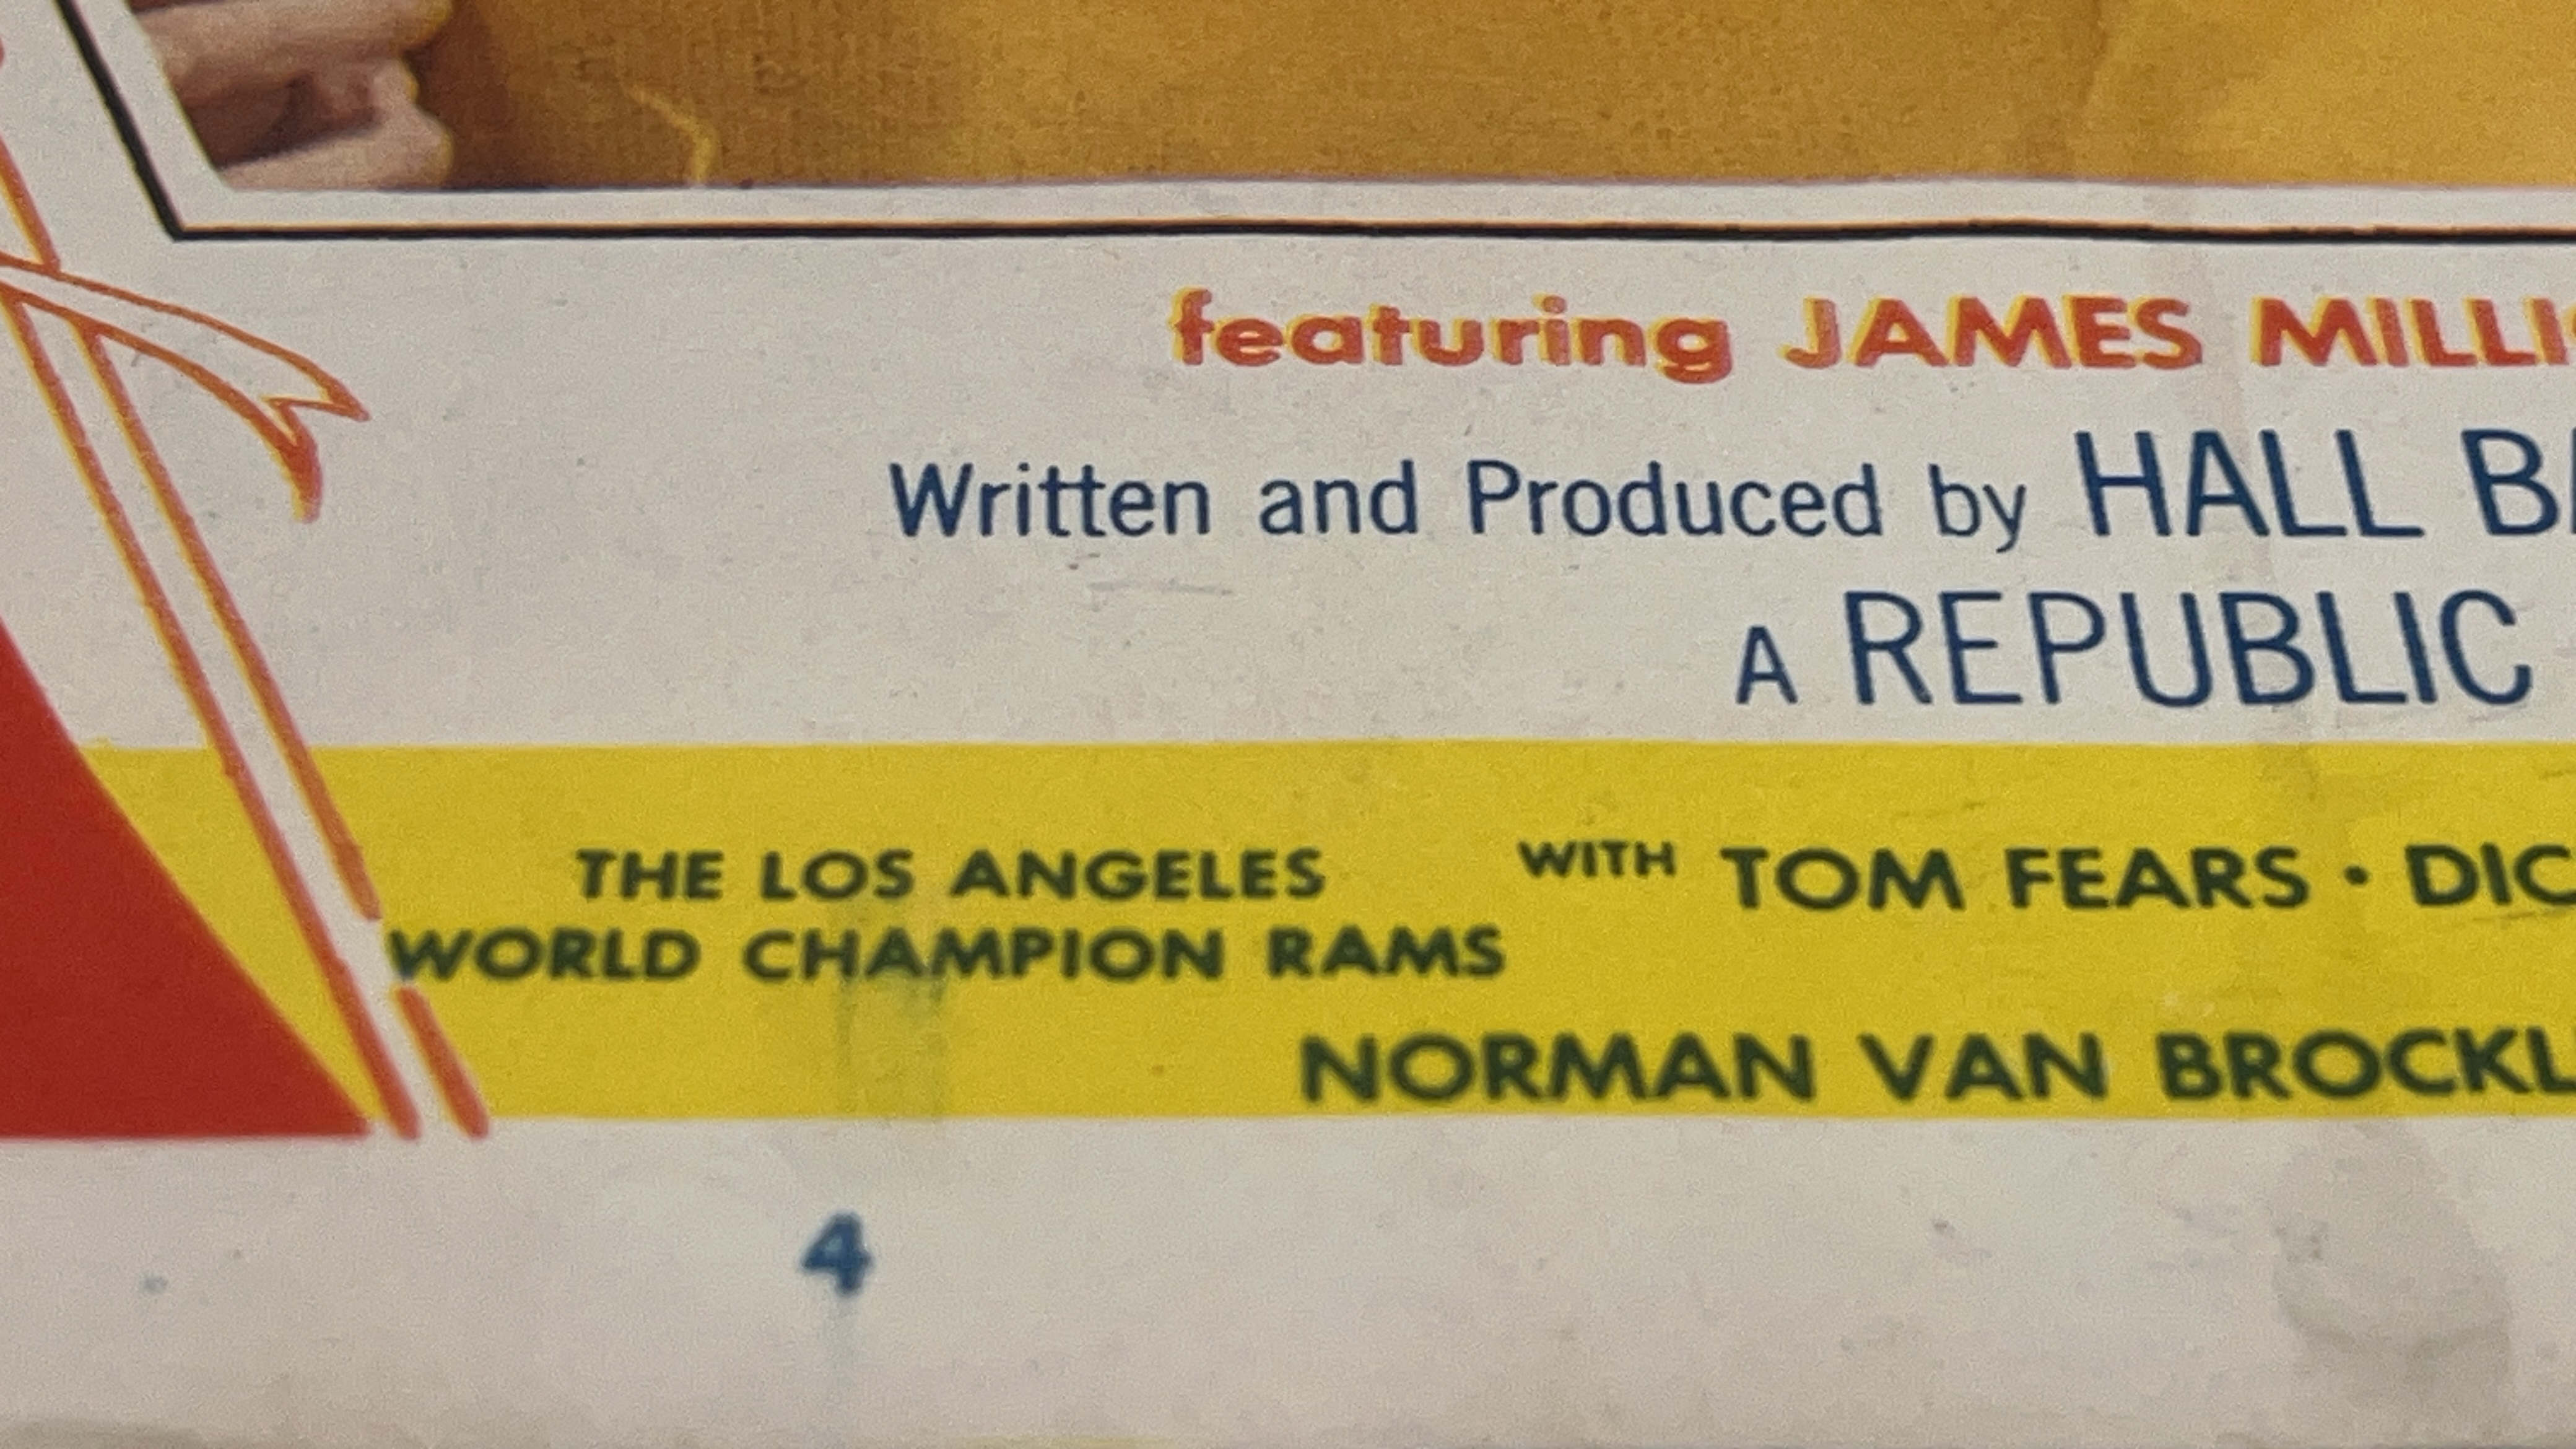 featuring JAMES MILLI
Written and Produced by HALL BA
A REPUBLIC
THE LOS ANGELES
WORLD CHAMPION RAMS
WITH TOM FEARS • DIC
NORMAN VAN BROCKL
4